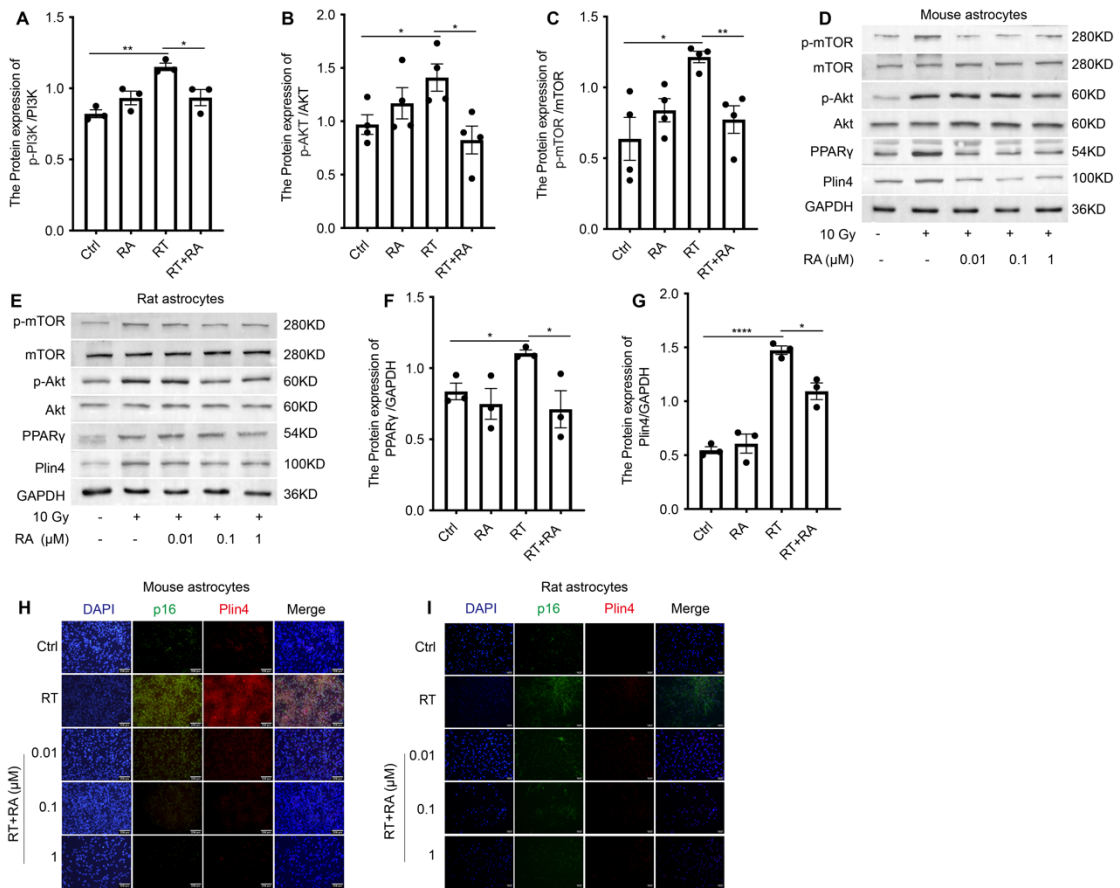 A
The Protein expression of
p-PI3K /PI3K
1.5
1.0
0.5
0.0
Ctrl
RA
RT
RT+RA
**
*
B
The Protein expression of
p-AKT /AKT
2.0
1.5
1.0
0.5
0.0
Ctrl
RA
RT
RT+RA
*
*
C
The Protein expression of
p-mTOR /mTOR
1.5
1.0
0.5
0.0
Ctrl
RA
RT
RT+RA
*
**
D
Mouse astrocytes
p-mTOR 280KD
mTOR 280KD
p-Akt 60KD
Akt 60KD
PPARγ 54KD
Plin4 100KD
GAPDH 36KD
10 Gy - + + + +
RA (μM) - - 0.01 0.1 1
E
Rat astrocytes
p-mTOR 280KD
mTOR 280KD
p-Akt 60KD
Akt 60KD
PPARγ 54KD
Plin4 100KD
GAPDH 36KD
10 Gy - + + + +
RA (μM) - - 0.01 0.1 1
F
The Protein expression of
PPARγ /GAPDH
1.5
1.0
0.5
0.0
Ctrl
RA
RT
RT+RA
*
*
G
The Protein expression of
Plin4/GAPDH
2.0
1.5
1.0
0.5
0.0
Ctrl
RA
RT
RT+RA
****
*
H
Mouse astrocytes
DAPI p16 Plin4 Merge
Ctrl
RT
RT+RA (μM)
0.01
0.1
1
I
Rat astrocytes
DAPI p16 Plin4 Merge
Ctrl
RT
RT+RA (μM)
0.01
0.1
1